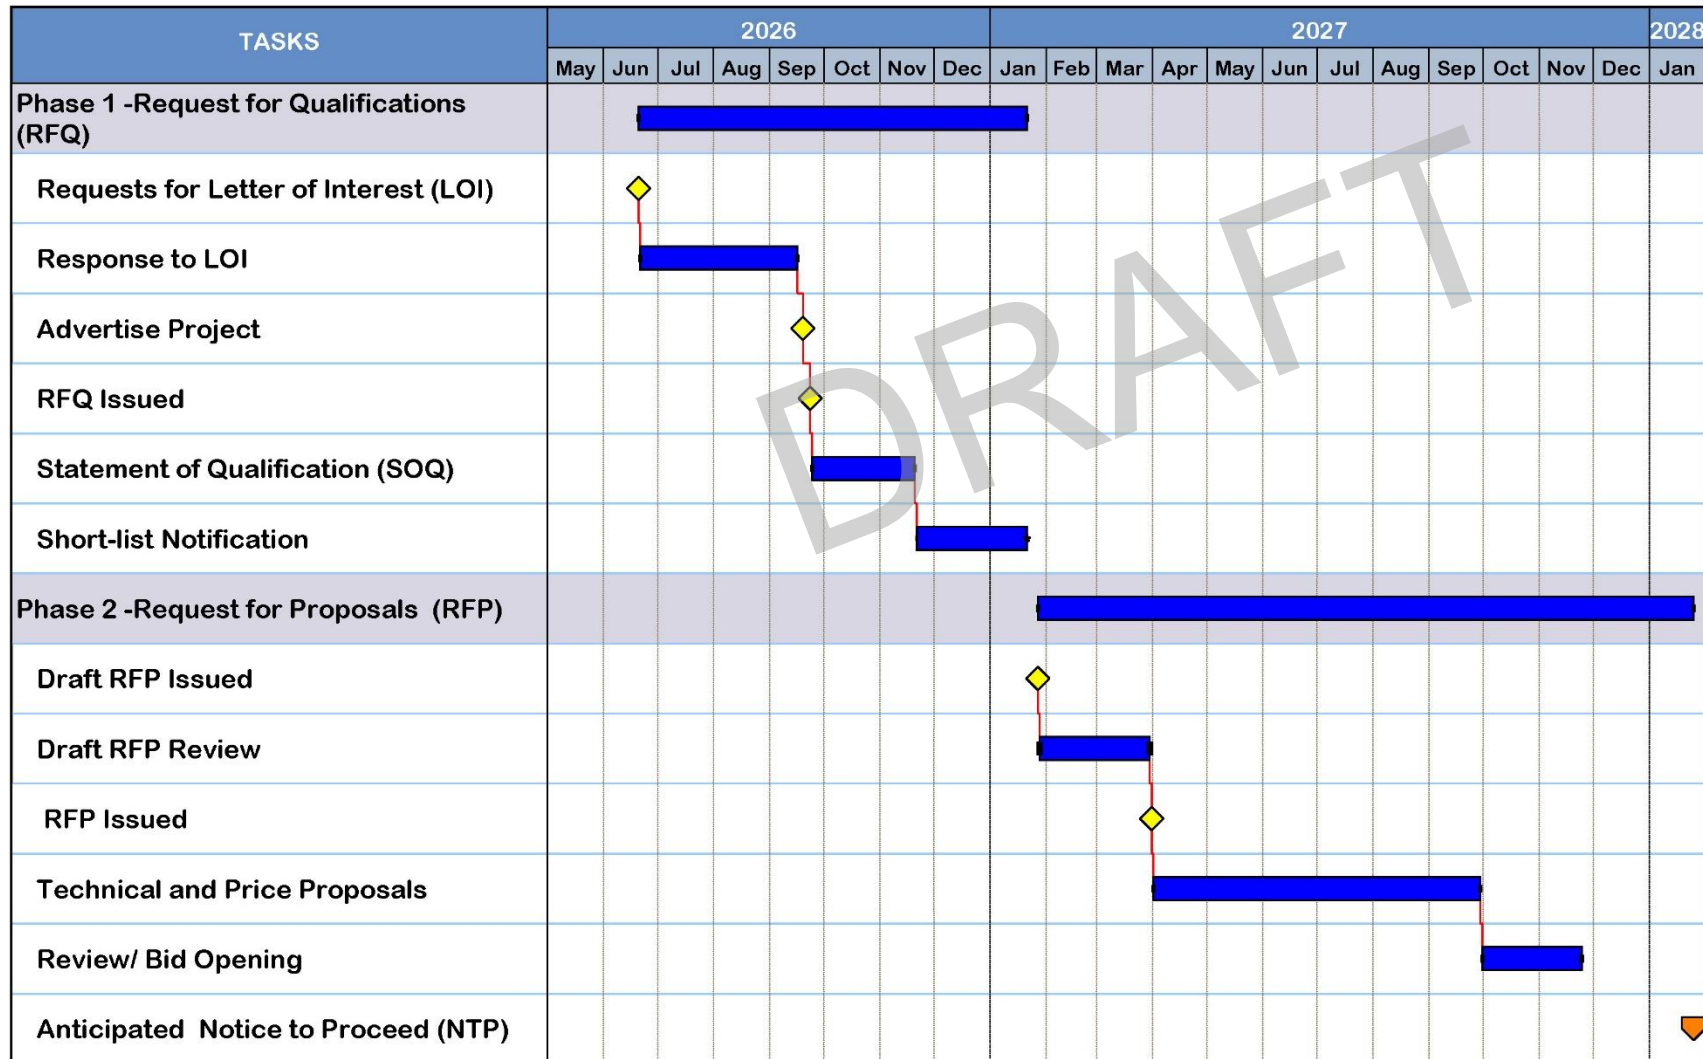 TASKS
2026
2027
2028
May Jun Jul Aug Sep Oct Nov Dec Jan Feb Mar Apr May Jun Jul Aug Sep Oct Nov Dec Jan
Phase 1 -Request for Qualifications
(RFQ)
Requests for Letter of Interest (LOI)
Response to LOI
Advertise Project
RFQ Issued
Statement of Qualification (SOQ)
Short-list Notification
Phase 2 -Request for Proposals (RFP)
Draft RFP Issued
Draft RFP Review
RFP Issued
Technical and Price Proposals
Review/ Bid Opening
Anticipated Notice to Proceed (NTP)
DRAFT